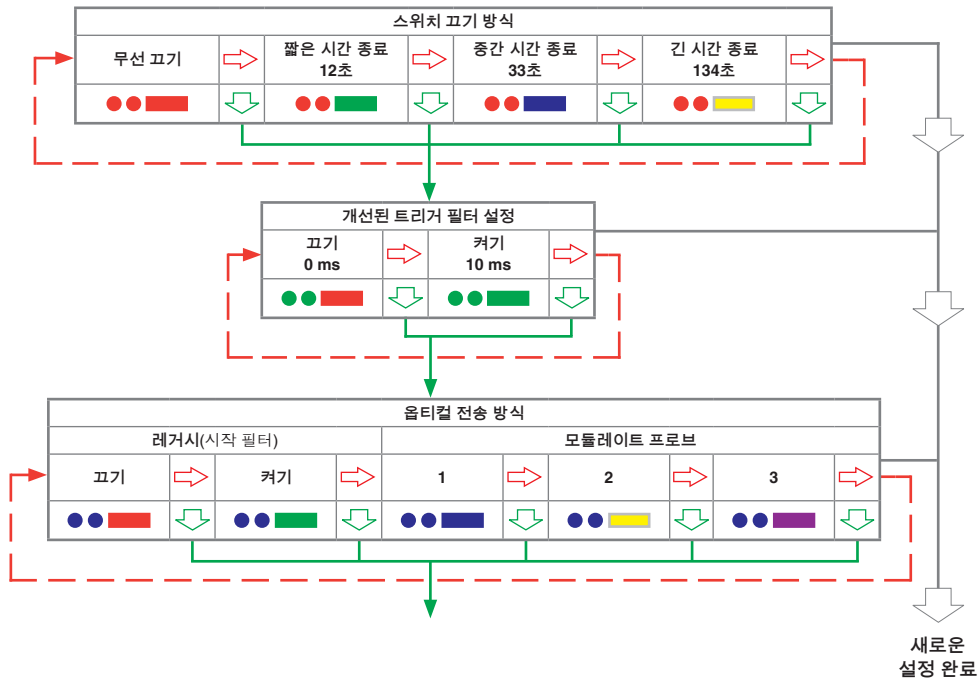 스위치 끄기 방식
무선 끄기
짧은 시간 종료
12초
중간 시간 종료
33초
긴 시간 종료
134초
개선된 트리거 필터 설정
끄기
0 ms
켜기
10 ms
옵티컬 전송 방식
레거시(시작 필터)
모듈레이트 프로브
끄기
켜기
1
2
3
새로운
설정 완료